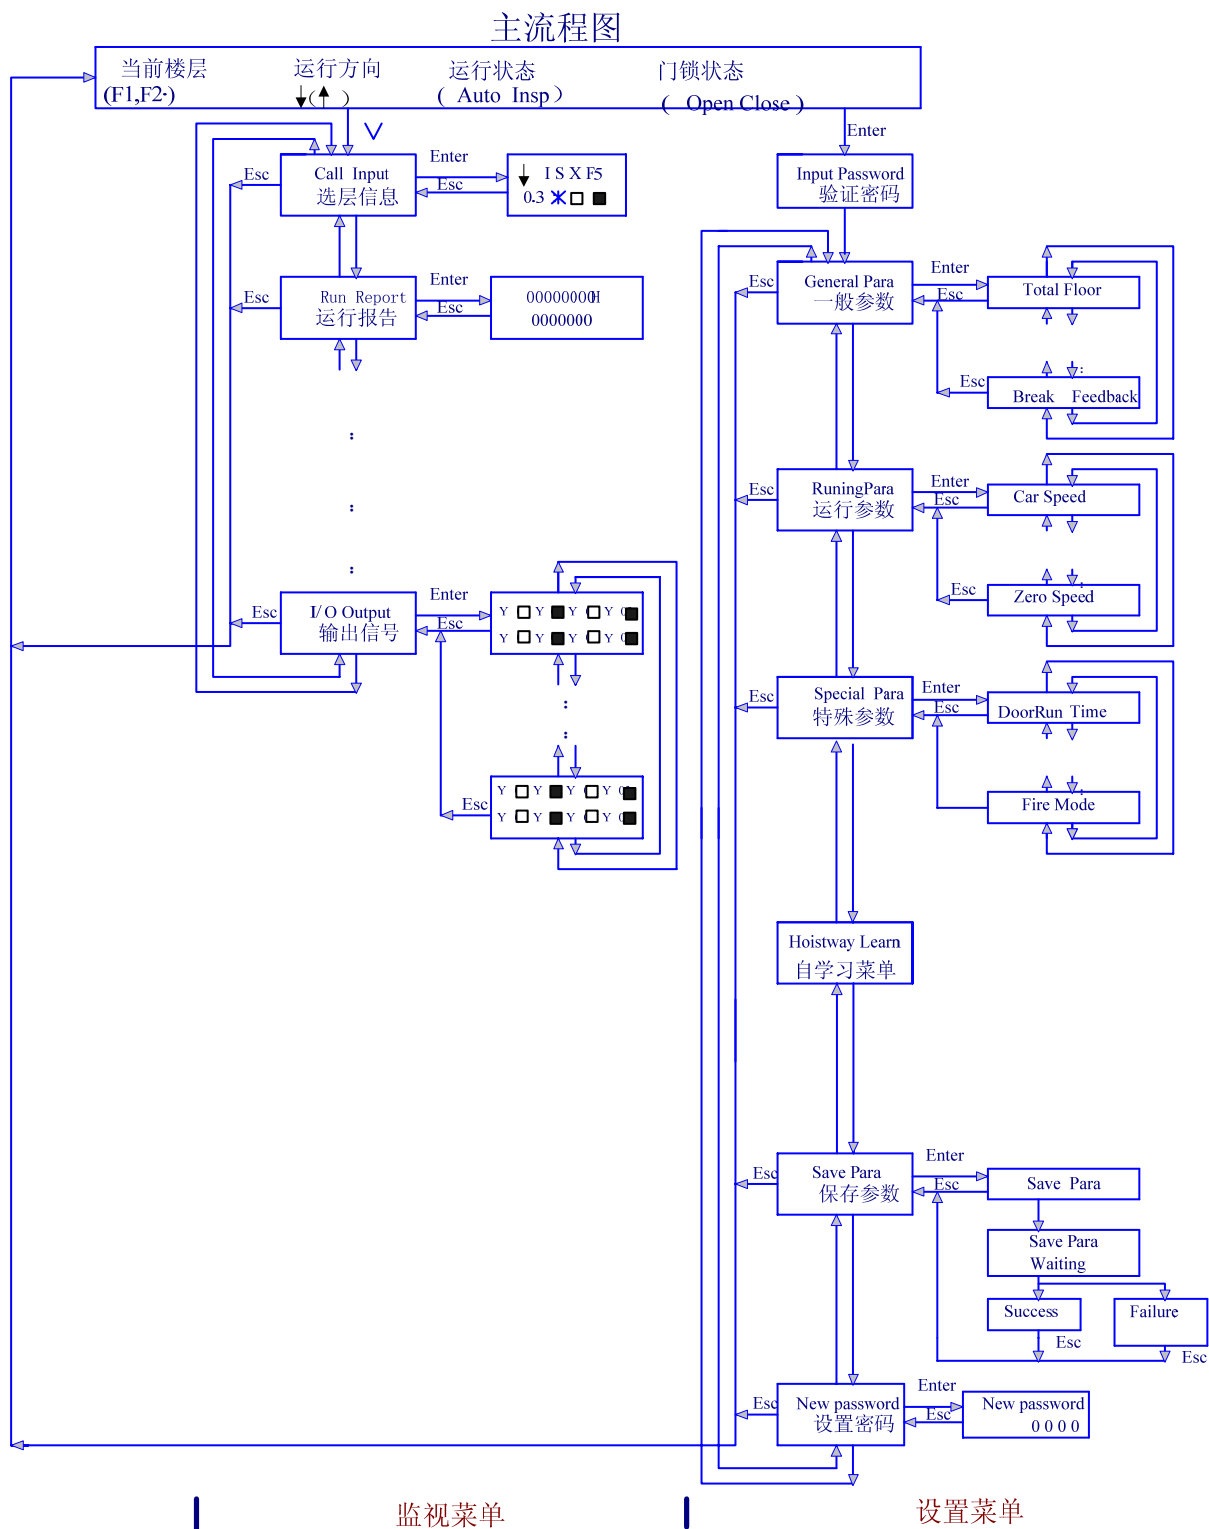 主流程图
当前楼层 运行方向 运行状态 门锁状态
(F1,F2·) ( ) ( Auto Insp ) ( Open Close )
Enter
Call Input
选层信息
Enter
Esc
Esc
I S X F5
0.3
Input Password
验证密码
Run Report
运行报告
Enter
Esc
Esc
00000000H
0000000
General Para
一般参数
Enter
Esc
Esc
Total Floor
Esc
Break Feedback
RuningPara
运行参数
Enter
Esc
Esc
Car Speed
Esc
Zero Speed
I/O Output
输出信号
Enter
Esc
Esc
Y Y Y Y
Y Y Y Y
Special Para
特殊参数
Enter
Esc
Esc
DoorRun Time
Fire Mode
Esc
Y Y Y Y
Y Y Y Y
Hoistway Learn
自学习菜单
Save Para
保存参数
Enter
Esc
Esc
Save Para
Save Para
Waiting
Success
Failure
Esc
Esc
New password
设置密码
Enter
Esc
Esc
New password
0 0 0 0
监视菜单
设置菜单